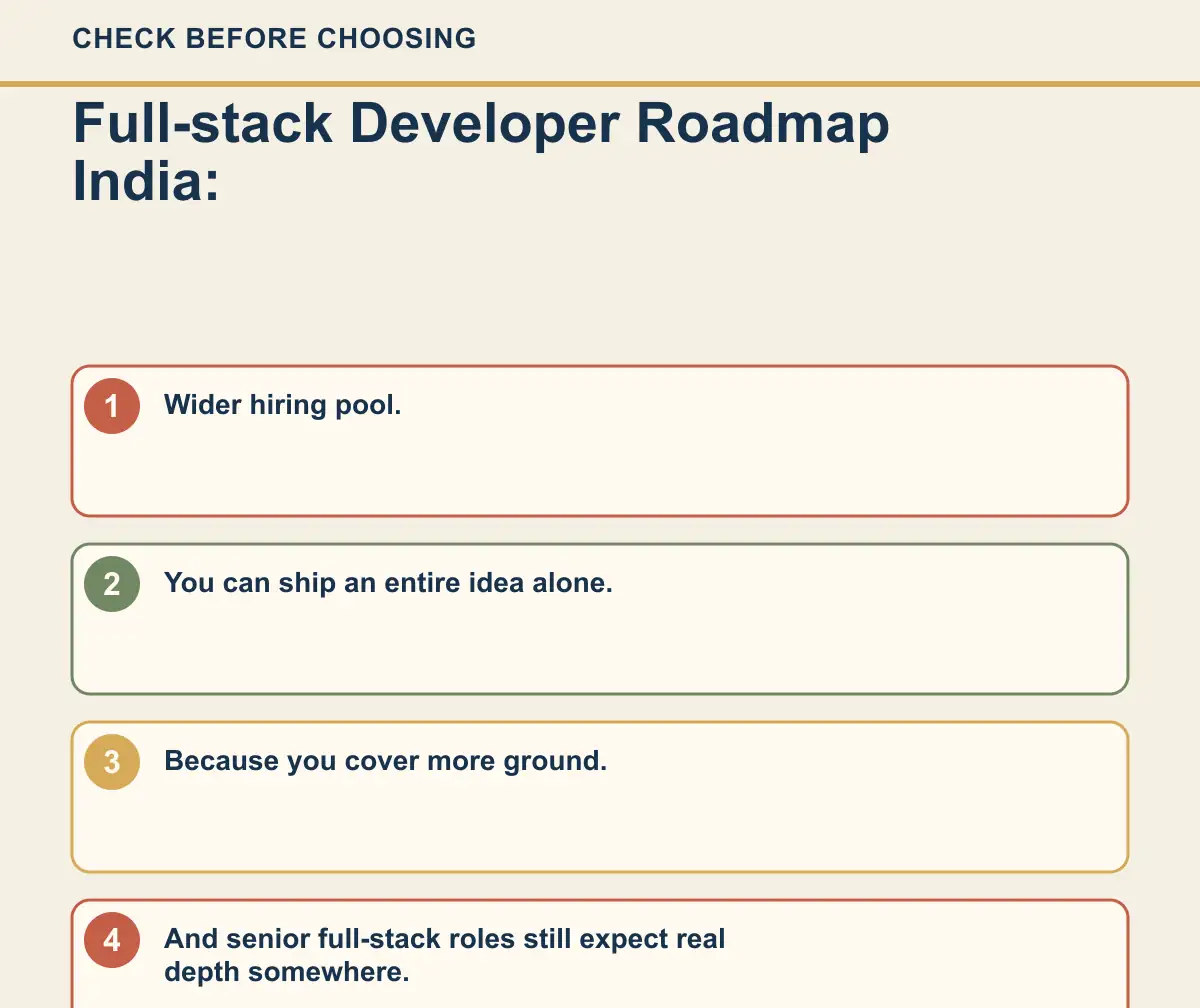 CHECK BEFORE CHOOSING
Full-stack Developer Roadmap
India:
1
Wider hiring pool.
2
You can ship an entire idea alone.
3
Because you cover more ground.
4
And senior full-stack roles still expect real
depth somewhere.